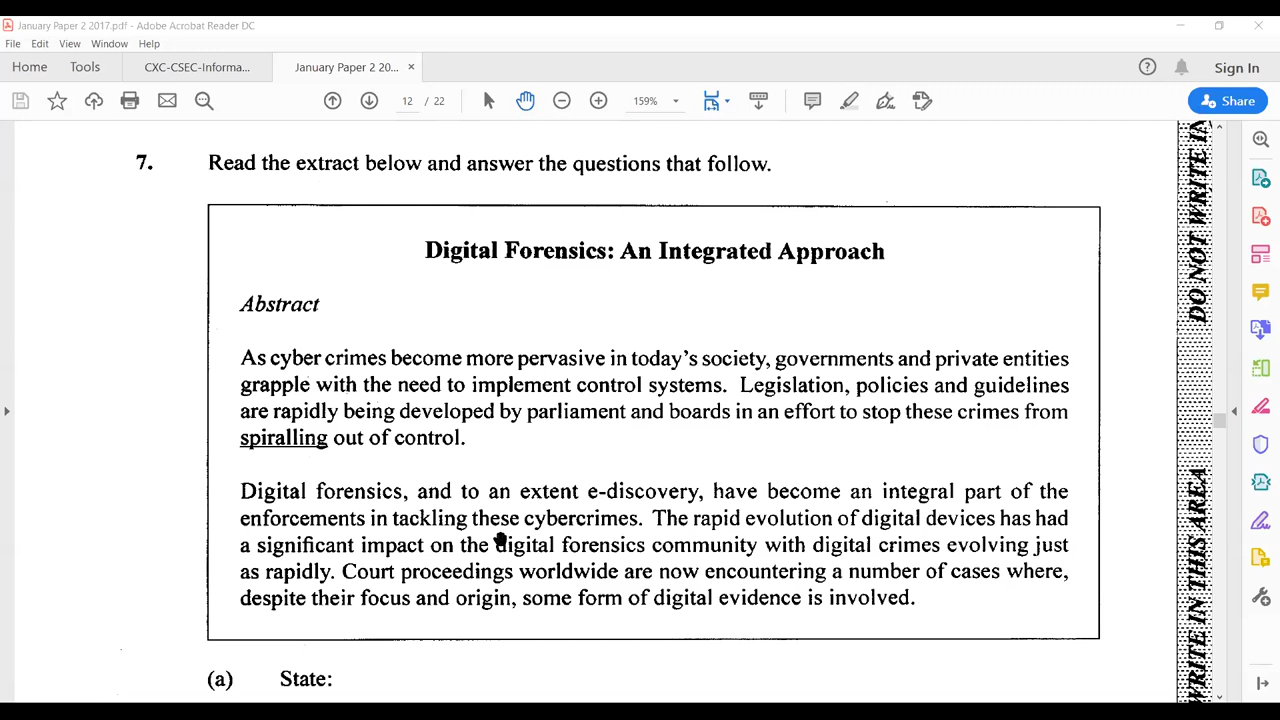 January Paper 2 2017.pdf - Adobe Acrobat Reader DC
File Edit View Window Help
Home Tools CXC-CSEC-Informa... January Paper 2 20... ×
12 / 22 159% Share
Sign In
7. Read the extract below and answer the questions that follow.
Digital Forensics: An Integrated Approach
Abstract
As cyber crimes become more pervasive in today's society, governments and private entities
grapple with the need to implement control systems. Legislation, policies and guidelines
are rapidly being developed by parliament and boards in an effort to stop these crimes from
spiralling out of control.
Digital forensics, and to an extent e-discovery, have become an integral part of the
enforcements in tackling these cybercrimes. The rapid evolution of digital devices has had
a significant impact on the digital forensics community with digital crimes evolving just
as rapidly. Court proceedings worldwide are now encountering a number of cases where,
despite their focus and origin, some form of digital evidence is involved.
(a) State:
DO NOT WRITE IN
WRITE IN THIS AREA